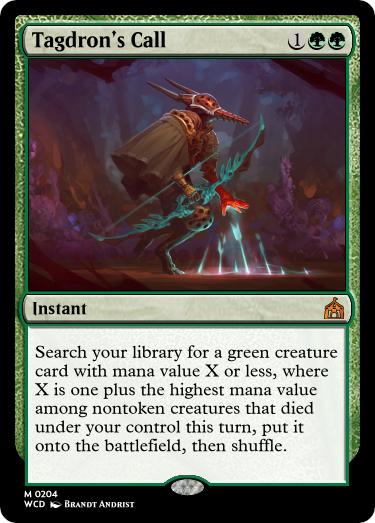 Tagdron's Call 1
Instant
Search your library for a green creature
card with mana value X or less, where
X is one plus the highest mana value
among nontoken creatures that died
under your control this turn, put it
onto the battlefield, then shuffle.
M 0204
WCD Brandt Andrist